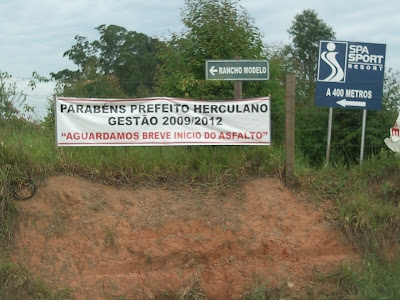 RANCHO MODELO
SPA
SPORT
RESORT
A 400 METROS
PARABÉNS PREFEITO HERCULANO
GESTÃO 2009/2012
"AGUARDAMOS BREVE INÍCIO DO ASFALTO"